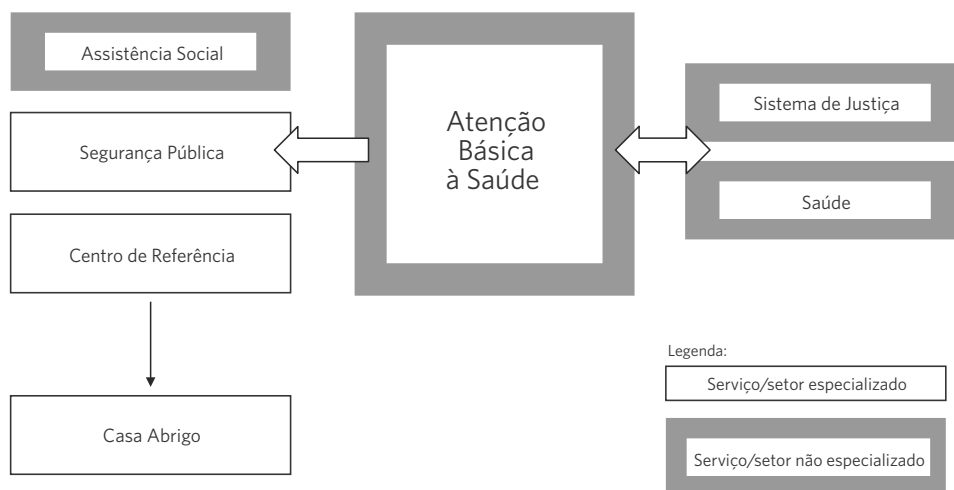 Assistência Social
Segurança Pública
Centro de Referência
Casa Abrigo
Atenção
Básica
à Saúde
Sistema de Justiça
Saúde
Legenda:
Serviço/setor especializado
Serviço/setor não especializado